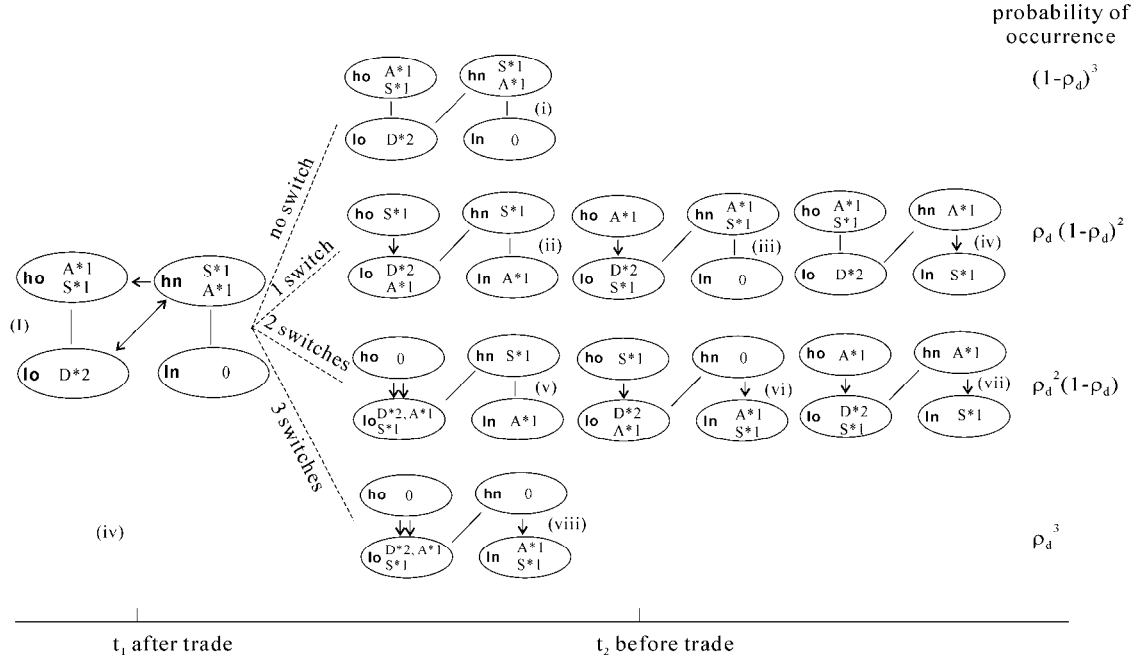 probability of
occurrence
ho A*1 S*1
hn S*1 A*1
(1-ρd)³
(i)
lo D*2
ln 0
no switch
ho S*1
hn S*1
ho A*1
hn A*1 S*1
ho A*1 S*1
hn A*1
ρd (1-ρd)²
(ii)
(iii)
(iv)
lo D*2 A*1
ln A*1
lo D*2 S*1
ln 0
lo D*2
ln S*1
1 switch
ho A*1 S*1
hn S*1 A*1
(I)
lo D*2
ln 0
2 switches
ho 0
hn S*1
ho S*1
hn 0
ho A*1
hn A*1
ρd²(1-ρd)
(v)
(vi)
(vii)
lo D*2, A*1 S*1
ln A*1
lo D*2 A*1
ln A*1 S*1
lo D*2 S*1
ln S*1
3 switches
ho 0
hn 0
(iv)
(viii)
ρd³
lo D*2, A*1 S*1
ln A*1 S*1
t1 after trade
t2 before trade